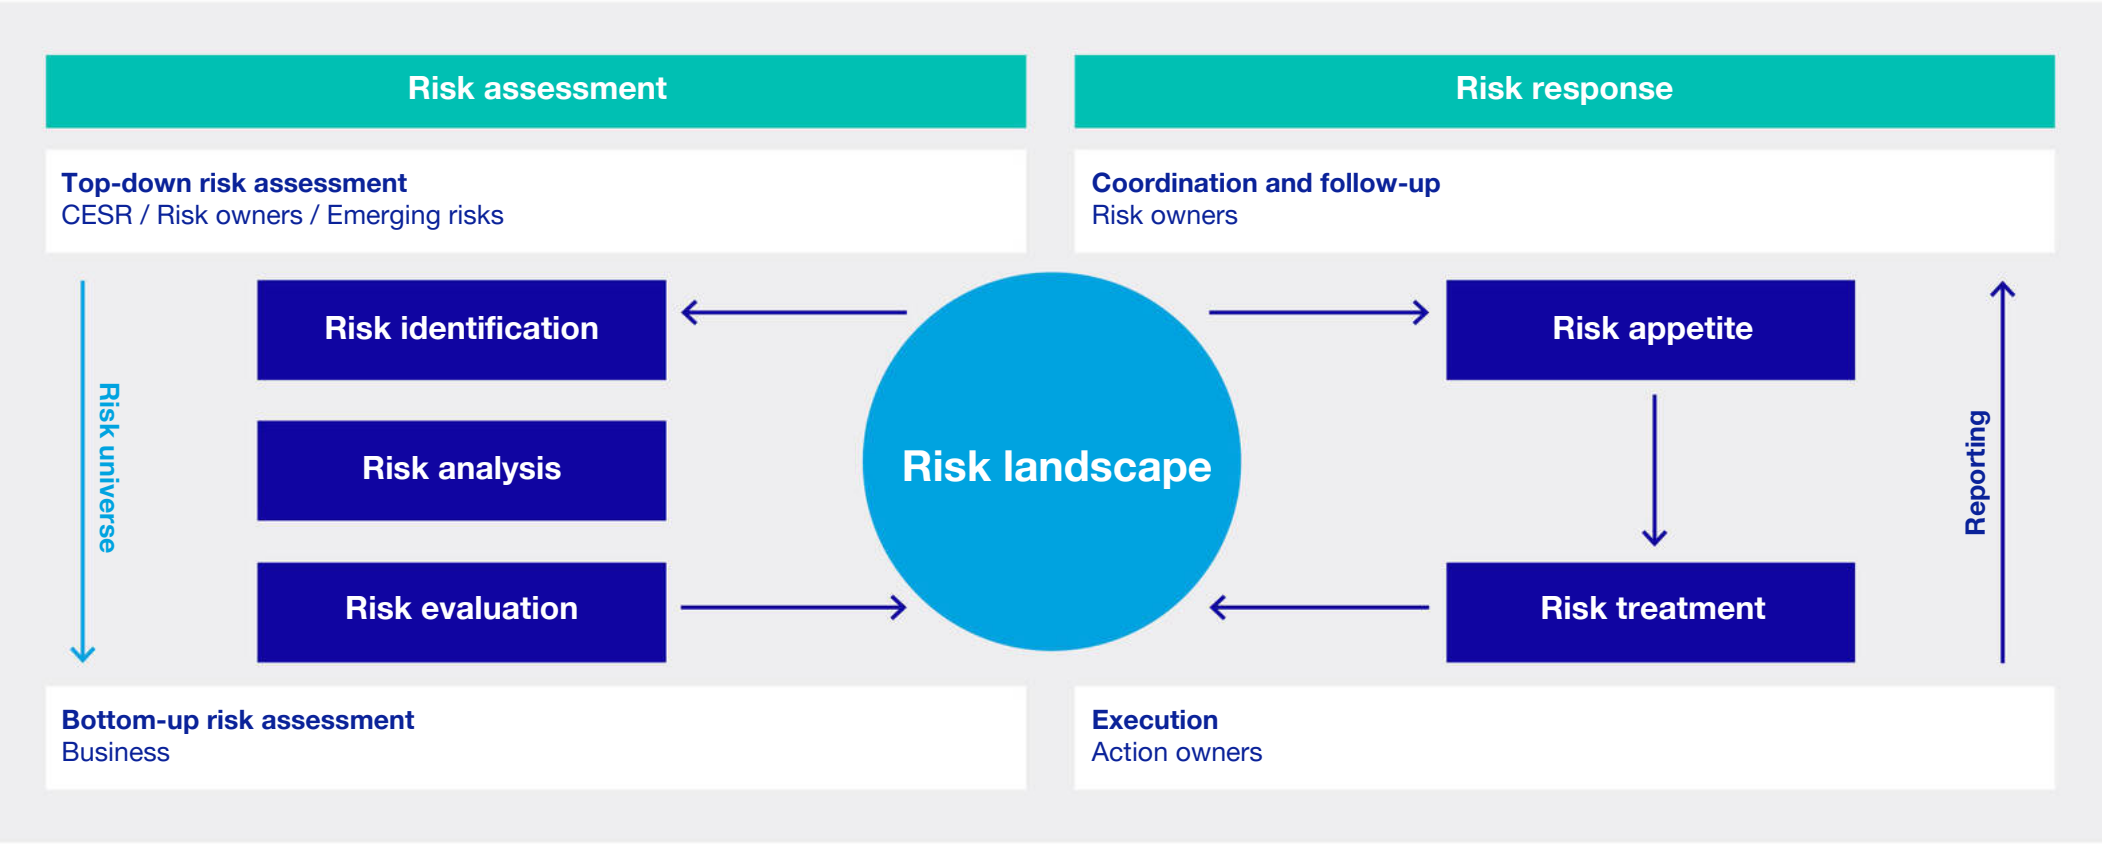 Risk assessment
Risk response
Top-down risk assessment
CESR / Risk owners / Emerging risks
Coordination and follow-up
Risk owners
Risk universe
Risk identification
Risk analysis
Risk evaluation
Risk landscape
Risk appetite
Risk treatment
Reporting
Bottom-up risk assessment
Business
Execution
Action owners